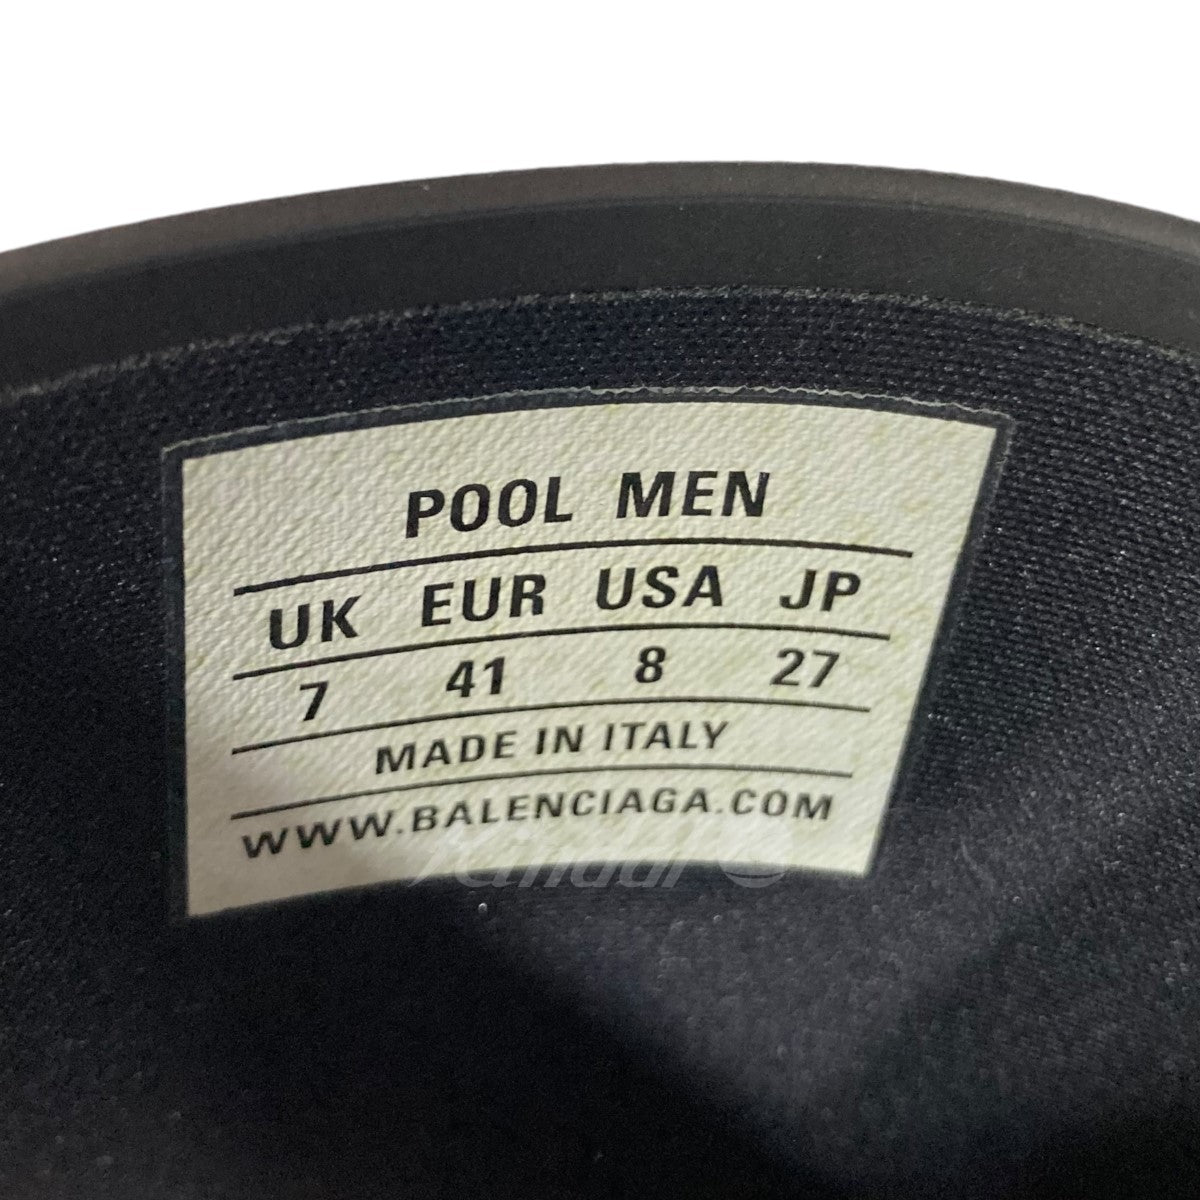 POOL MEN
UK EUR USA JP
7 41 8 27
MADE IN ITALY
WWW.BALENCIAGA.COM